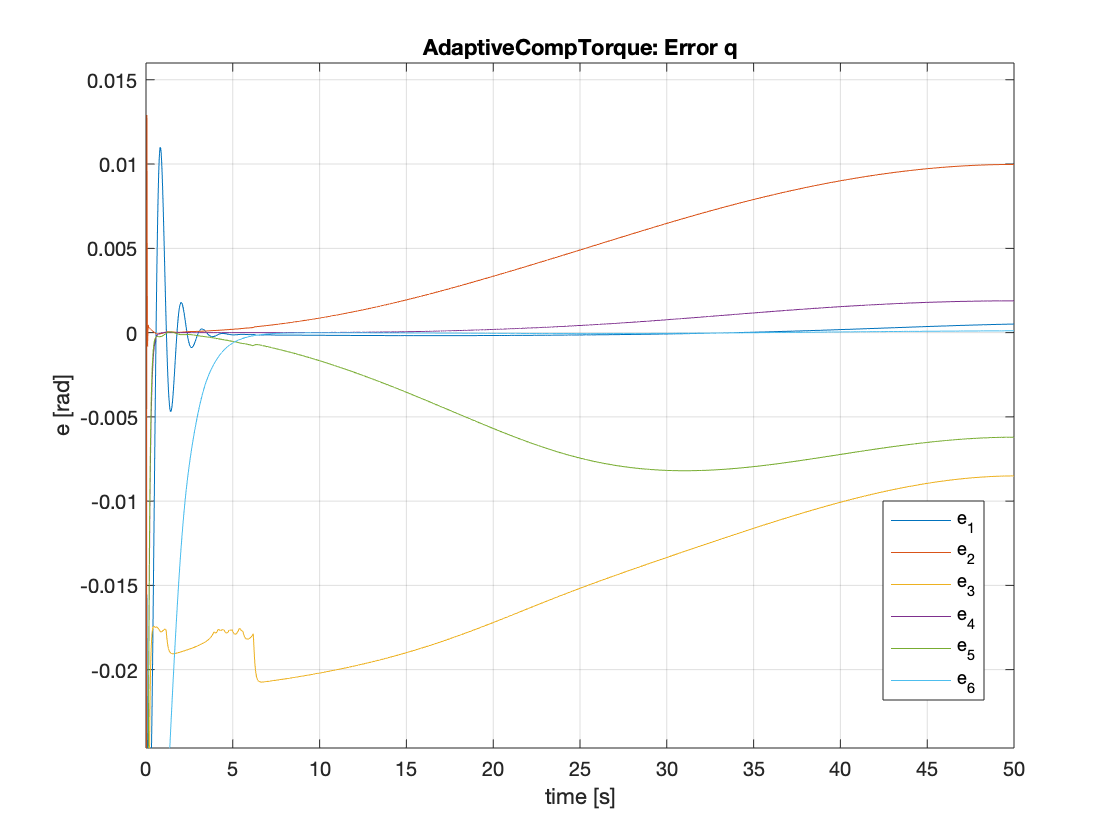 AdaptiveCompTorque: Error q
0.015
0.01
0.005
0
-0.005
-0.01
-0.015
-0.02
e [rad]
e1
e2
e3
e4
e5
e6
0 5 10 15 20 25 30 35 40 45 50
time [s]